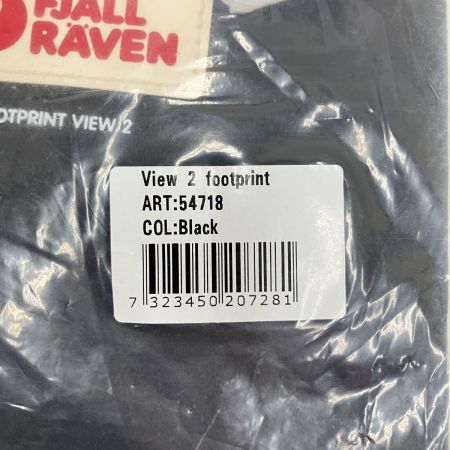 FJÄLL
RÄVEN
OTPRINT VIEW 2
View 2 footprint
ART:54718
COL:Black
7 323450 207281